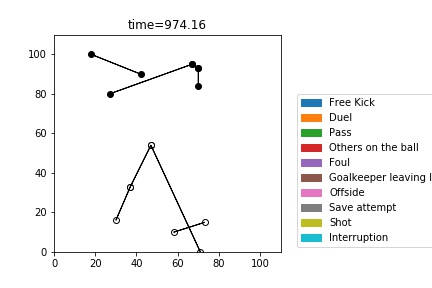 time=974.16
100
80
60
40
20
0
0 20 40 60 80 100
Free Kick
Duel
Pass
Others on the ball
Foul
Goalkeeper leaving l
Offside
Save attempt
Shot
Interruption